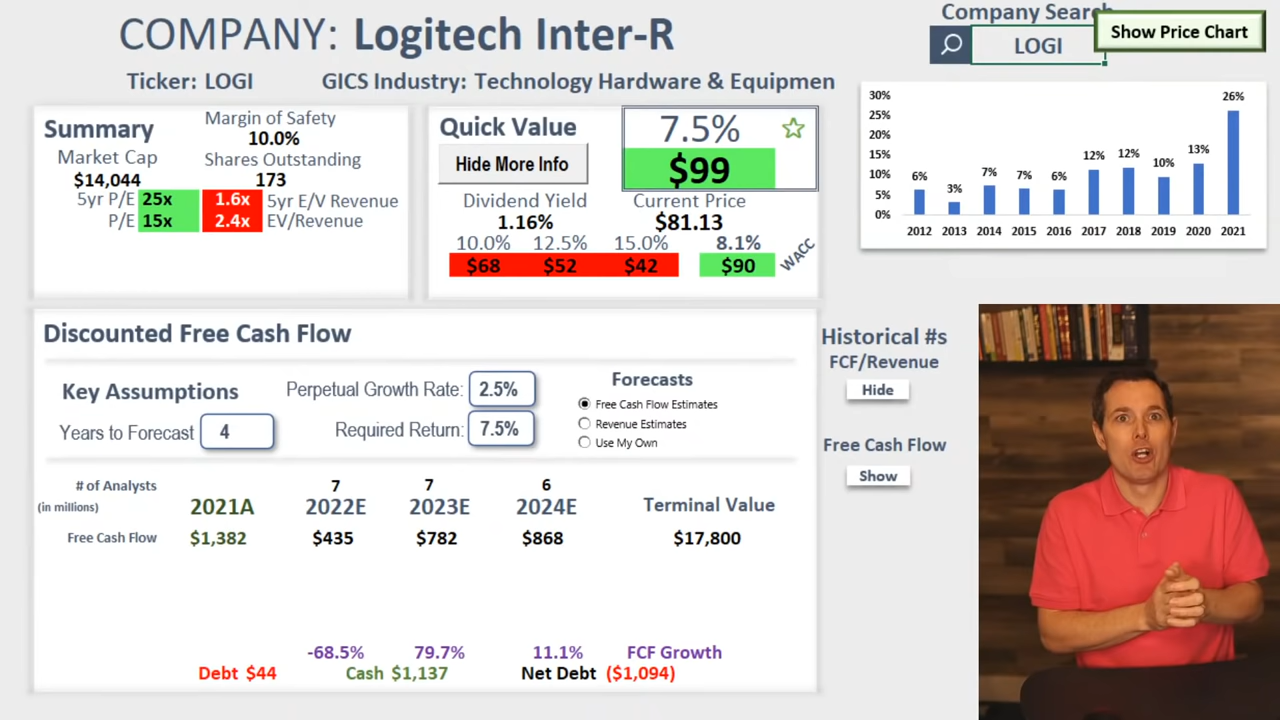 COMPANY: Logitech Inter-R
Company Search
Show Price Chart
LOGI
Ticker: LOGI GICS Industry: Technology Hardware & Equipmen
Summary
Margin of Safety
10.0%
Market Cap Shares Outstanding
$14,044 173
5yr P/E 25x 1.6x 5yr E/V Revenue
P/E 15x 2.4x EV/Revenue
Quick Value
7.5%
Hide More Info
$99
Dividend Yield Current Price
1.16% $81.13
10.0% 12.5% 15.0% 8.1%
$68 $52 $42 $90 WACC
30%
25%
20%
15%
10%
5%
0%
6% 3% 7% 7% 6% 12% 12% 10% 13% 26%
2012 2013 2014 2015 2016 2017 2018 2019 2020 2021
Discounted Free Cash Flow
Key Assumptions
Perpetual Growth Rate: 2.5%
Years to Forecast 4
Required Return: 7.5%
Forecasts
Free Cash Flow Estimates
Revenue Estimates
Use My Own
Historical #s
FCF/Revenue
Hide
Free Cash Flow
Show
# of Analysts 7 7 6
(in millions) 2021A 2022E 2023E 2024E Terminal Value
Free Cash Flow $1,382 $435 $782 $868 $17,800
-68.5% 79.7% 11.1% FCF Growth
Debt $44 Cash $1,137 Net Debt ($1,094)